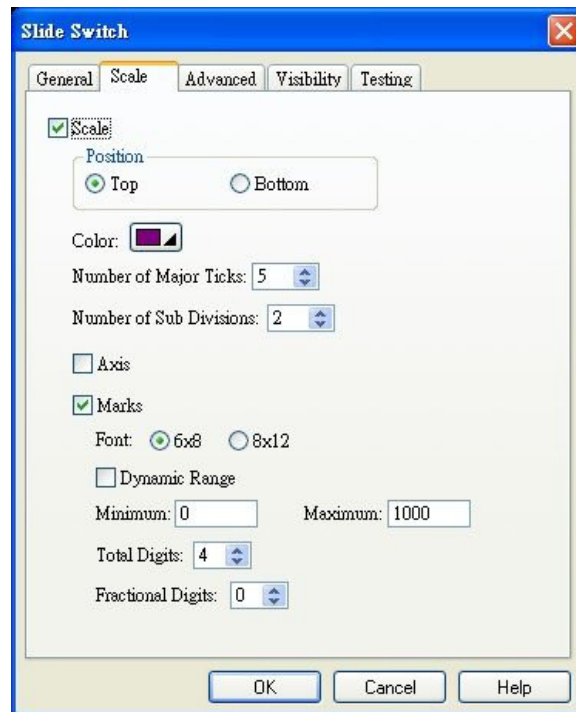 Slide Switch
General Scale Advanced Visibility Testing
Scale
Position
Top Bottom
Color:
Number of Major Ticks: 5
Number of Sub Divisions: 2
Axis
Marks
Font: 6x8 8x12
Dynamic Range
Minimum: 0 Maximum: 1000
Total Digits: 4
Fractional Digits: 0
OK Cancel Help